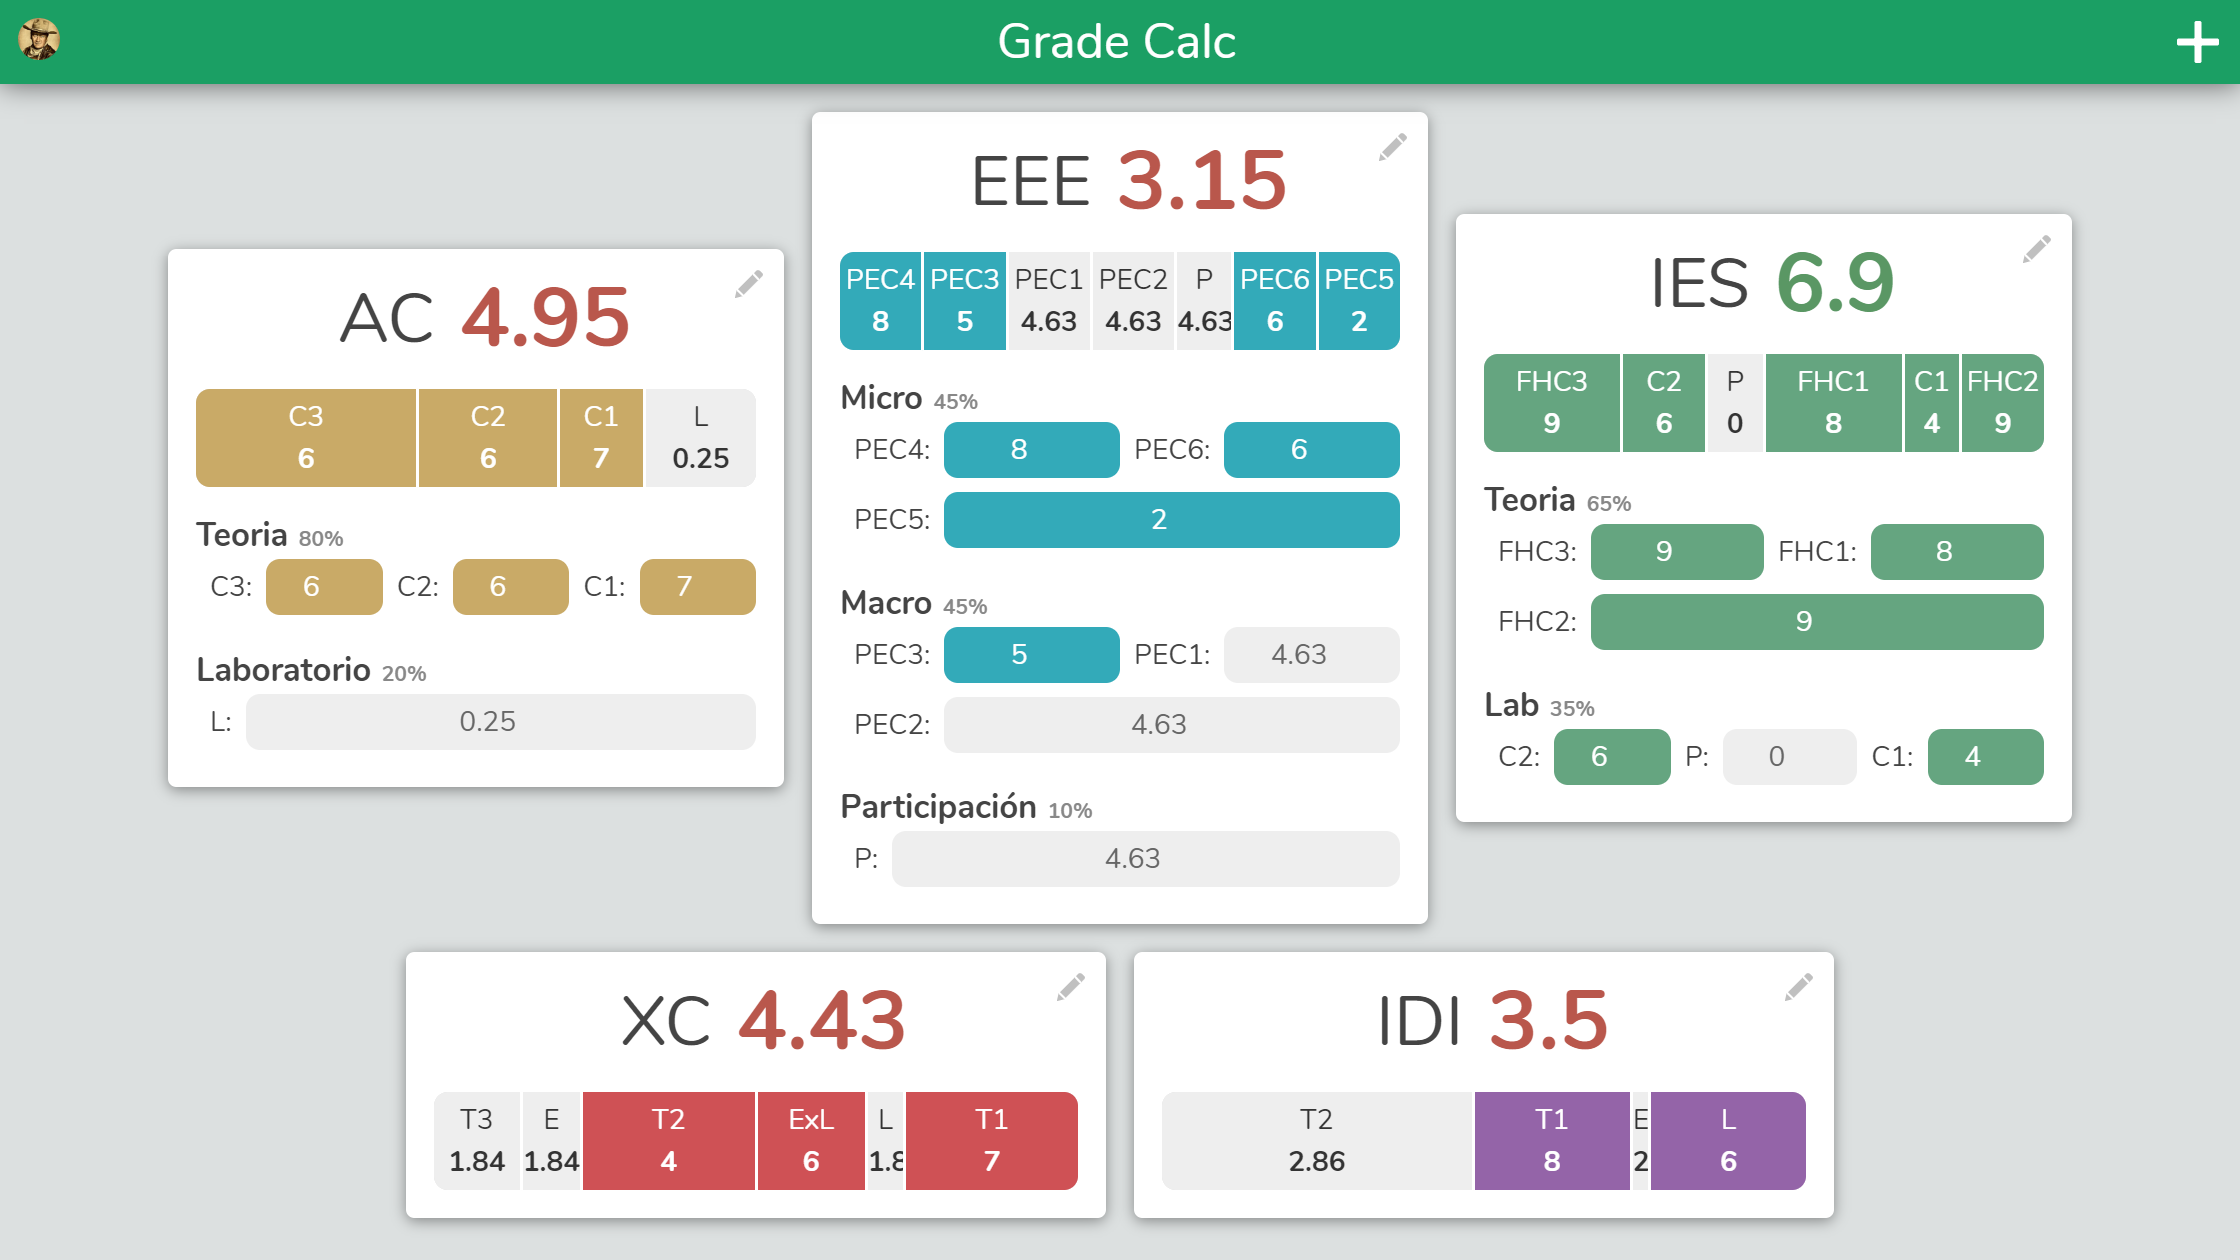 Grade Calc
AC 4.95
C3 C2 C1 L
6 6 7 0.25
Teoria 80%
C3: 6 C2: 6 C1: 7
Laboratorio 20%
L: 0.25
EEE 3.15
PEC4 PEC3 PEC1 PEC2 P PEC6 PEC5
8 5 4.63 4.63 4.63 6 2
Micro 45%
PEC4: 8 PEC6: 6
PEC5: 2
Macro 45%
PEC3: 5 PEC1: 4.63
PEC2: 4.63
Participación 10%
P: 4.63
IES 6.9
FHC3 C2 P FHC1 C1 FHC2
9 6 0 8 4 9
Teoria 65%
FHC3: 9 FHC1: 8
FHC2: 9
Lab 35%
C2: 6 P: 0 C1: 4
XC 4.43
T3 E T2 ExL L T1
1.84 1.84 4 6 1.8 7
IDI 3.5
T2 T1 E L
2.86 8 2 6